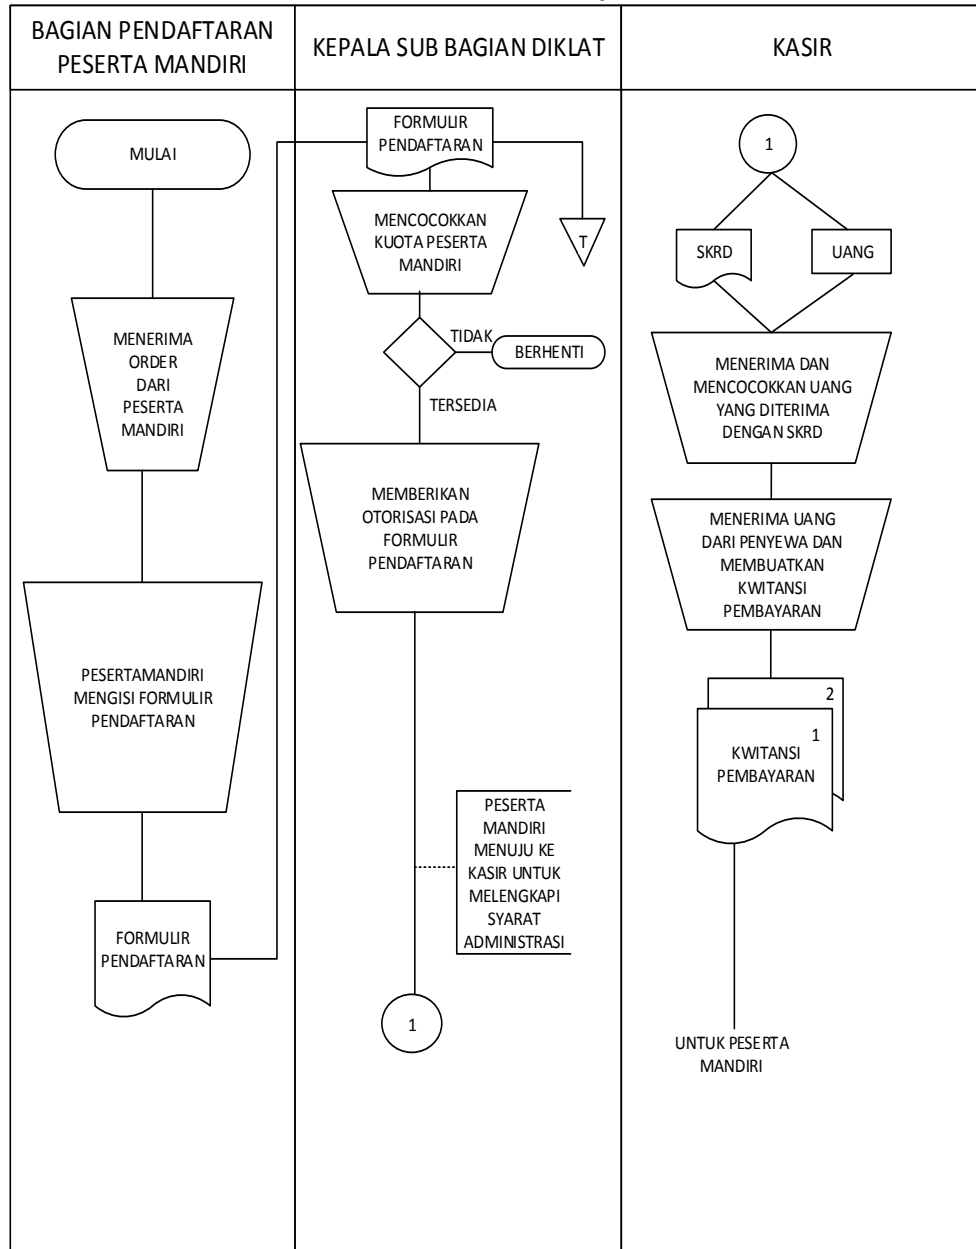 BAGIAN PENDAFTARAN
PESERTA MANDIRI
KEPALA SUB BAGIAN DIKLAT
KASIR
MULAI
MENERIMA
ORDER
DARI
PESERTA
MANDIRI
PESERTAMANDIRI
MENGISI FORMULIR
PENDAFTARAN
FORMULIR
PENDAFTARAN
FORMULIR
PENDAFTARAN
T
MENCOCOKKAN
KUOTA PESERTA
MANDIRI
TIDAK
BERHENTI
TERSEDIA
MEMBERIKAN
OTORISASI PADA
FORMULIR
PENDAFTARAN
PESERTA
MANDIRI
MENUJU KE
KASIR UNTUK
MELENGKAPI
SYARAT
ADMINISTRASI
1
1
SKRD
UANG
MENERIMA DAN
MENCOCOKKAN UANG
YANG DITERIMA
DENGAN SKRD
MENERIMA UANG
DARI PENYEWA DAN
MEMBUATKAN
KWITANSI
PEMBAYARAN
2
1
KWITANSI
PEMBAYARAN
UNTUK PESERTA
MANDIRI